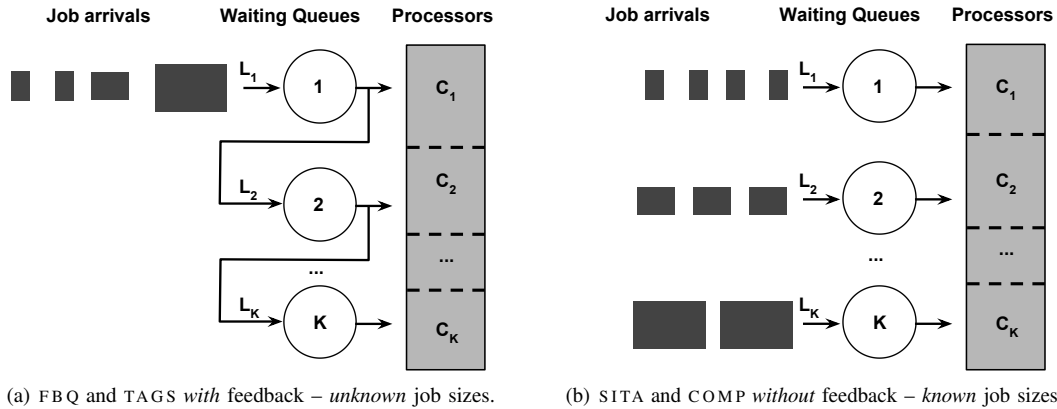 Job arrivals Waiting Queues Processors
L1 1 C1
L2 2 C2
... ...
LK K CK
(a) FBQ and TAGS with feedback – unknown job sizes.
Job arrivals Waiting Queues Processors
L1 1 C1
L2 2 C2
... ...
LK K CK
(b) SITA and COMP without feedback – known job sizes